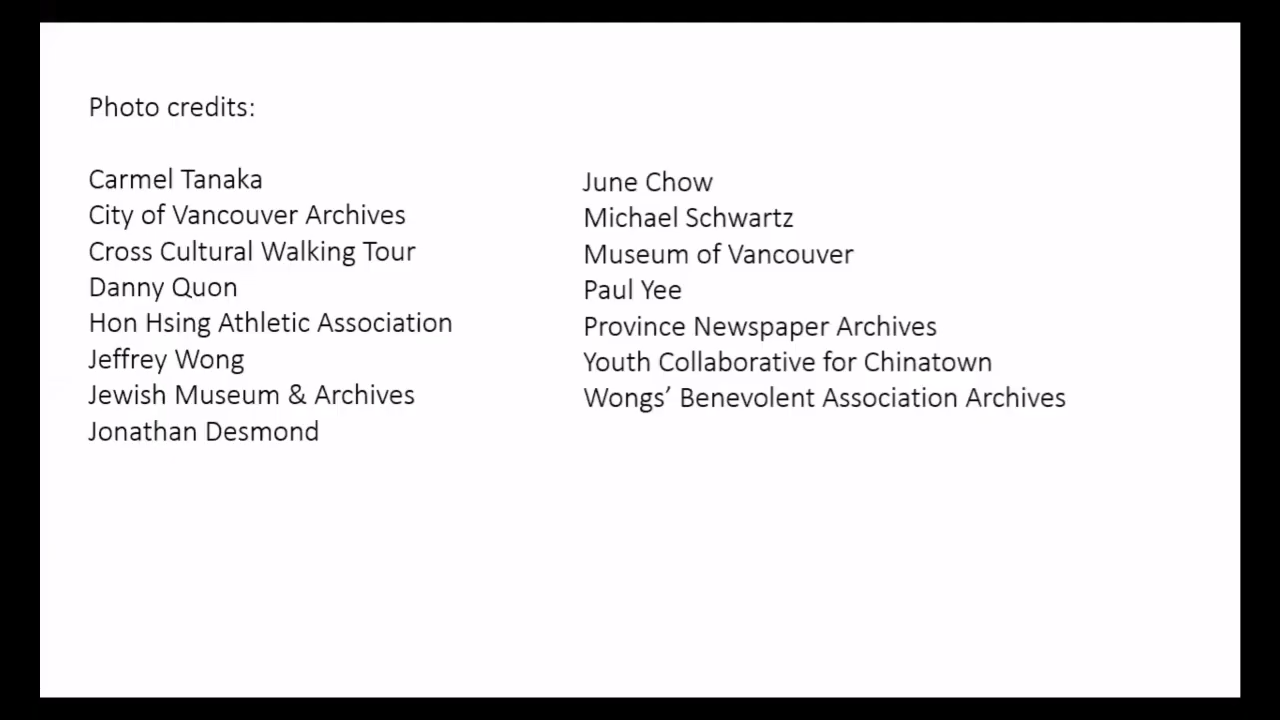 Photo credits:
Carmel Tanaka
City of Vancouver Archives
Cross Cultural Walking Tour
Danny Quon
Hon Hsing Athletic Association
Jeffrey Wong
Jewish Museum & Archives
Jonathan Desmond
June Chow
Michael Schwartz
Museum of Vancouver
Paul Yee
Province Newspaper Archives
Youth Collaborative for Chinatown
Wongs’ Benevolent Association Archives